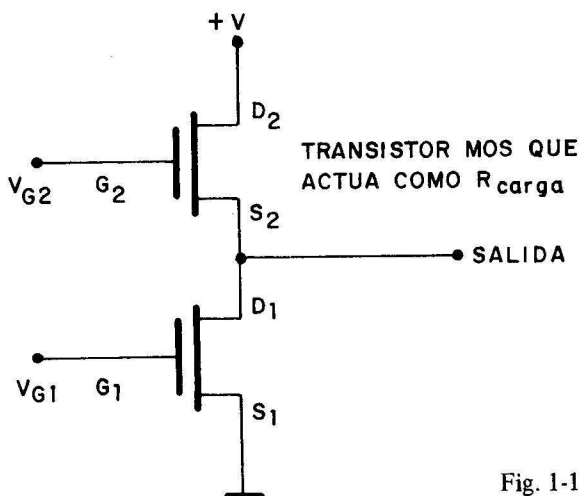 +V
D2
TRANSISTOR MOS QUE
ACTUA COMO Rcarga
VG2
G2
S2
SALIDA
D1
VG1
G1
S1
Fig. 1-1